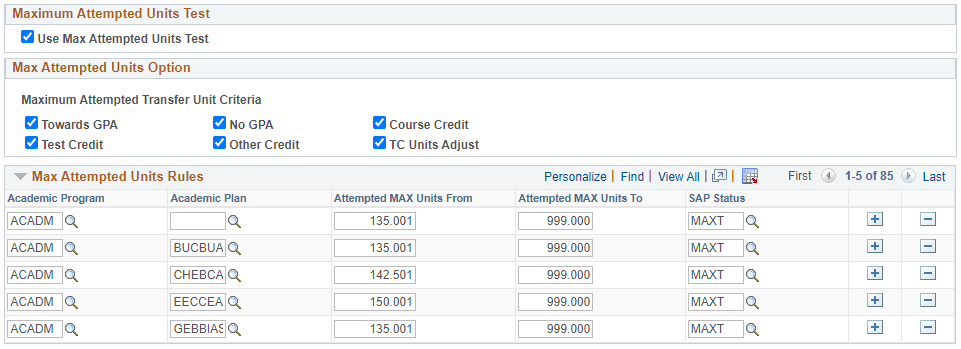 Maximum Attempted Units Test
Use Max Attempted Units Test
Max Attempted Units Option
Maximum Attempted Transfer Unit Criteria
Towards GPA No GPA Course Credit
Test Credit Other Credit TC Units Adjust
Max Attempted Units Rules Personalize | Find | View All | | First 1-5 of 85 Last
Academic Program Academic Plan Attempted MAX Units From Attempted MAX Units To SAP Status
ACADM 135.001 999.000 MAXT
ACADM BUCBUA 135.001 999.000 MAXT
ACADM CHEBCA 142.501 999.000 MAXT
ACADM EECCEA 150.001 999.000 MAXT
ACADM GEBBIAS 135.001 999.000 MAXT